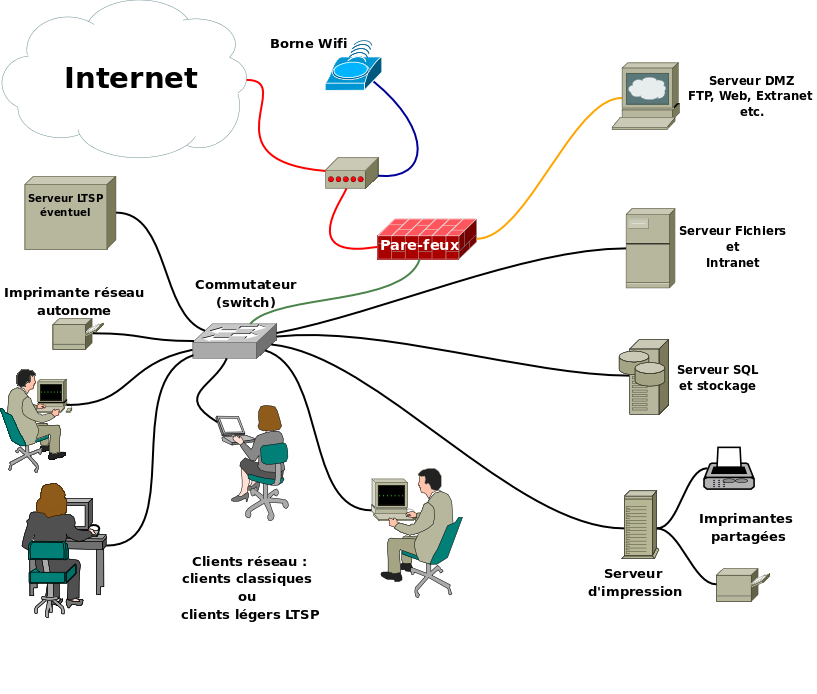 Borne Wifi
Internet
Serveur DMZ
FTP, Web, Extranet
etc.
Serveur LTSP
éventuel
Pare-feux
Serveur Fichiers
et
Intranet
Commutateur
(switch)
Imprimante réseau
autonome
Serveur SQL
et stockage
Imprimantes
partagées
Clients réseau :
clients classiques
ou
clients légers LTSP
Serveur
d'impression